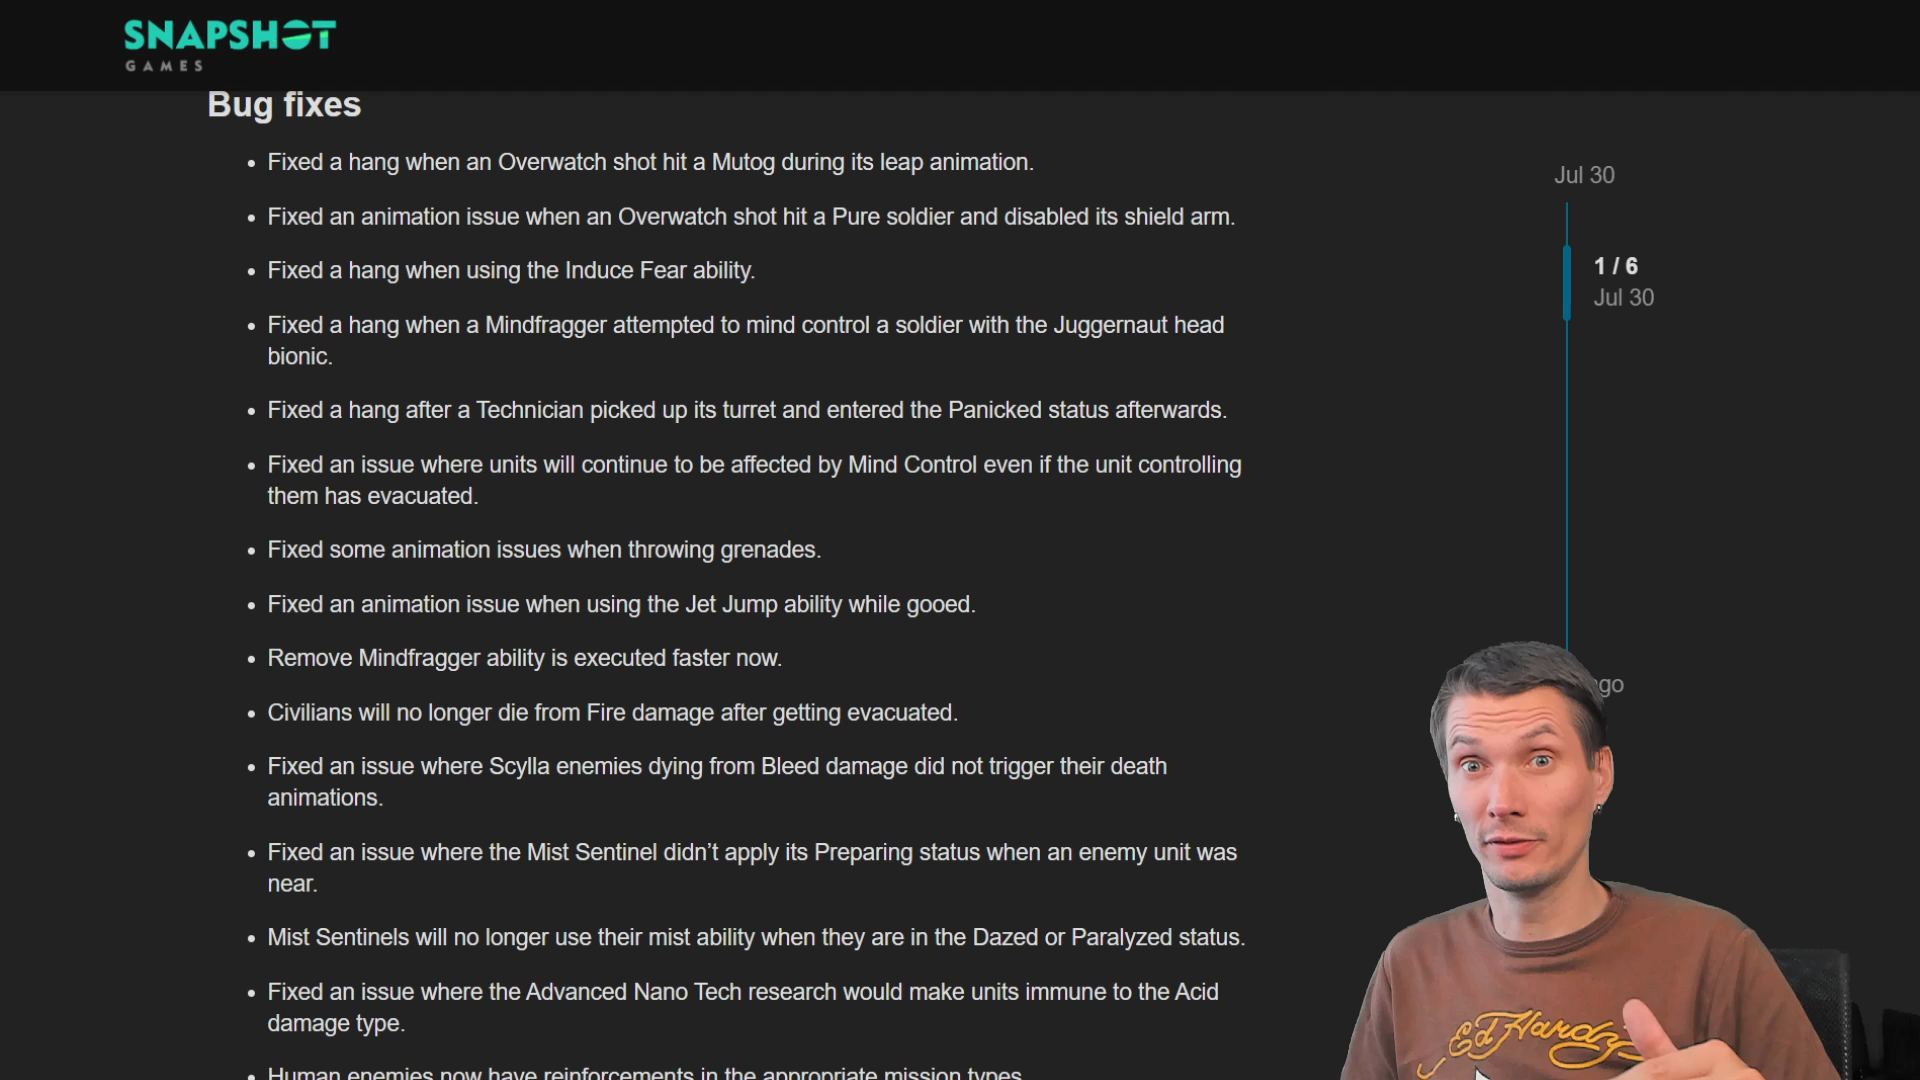 SNAPSHOT
GAMES
Bug fixes
Fixed a hang when an Overwatch shot hit a Mutog during its leap animation.
Fixed an animation issue when an Overwatch shot hit a Pure soldier and disabled its shield arm.
Fixed a hang when using the Induce Fear ability.
Fixed a hang when a Mindfragger attempted to mind control a soldier with the Juggernaut head
bionic.
Fixed a hang after a Technician picked up its turret and entered the Panicked status afterwards.
Fixed an issue where units will continue to be affected by Mind Control even if the unit controlling
them has evacuated.
Fixed some animation issues when throwing grenades.
Fixed an animation issue when using the Jet Jump ability while gooed.
Remove Mindfragger ability is executed faster now.
Civilians will no longer die from Fire damage after getting evacuated.
Fixed an issue where Scylla enemies dying from Bleed damage did not trigger their death
animations.
Fixed an issue where the Mist Sentinel didn’t apply its Preparing status when an enemy unit was
near.
Mist Sentinels will no longer use their mist ability when they are in the Dazed or Paralyzed status.
Fixed an issue where the Advanced Nano Tech research would make units immune to the Acid
damage type.
Human enemies now have reinforcements in the appropriate mission types.
Jul 30
1 / 6
Jul 30
ago
Ed Hardy